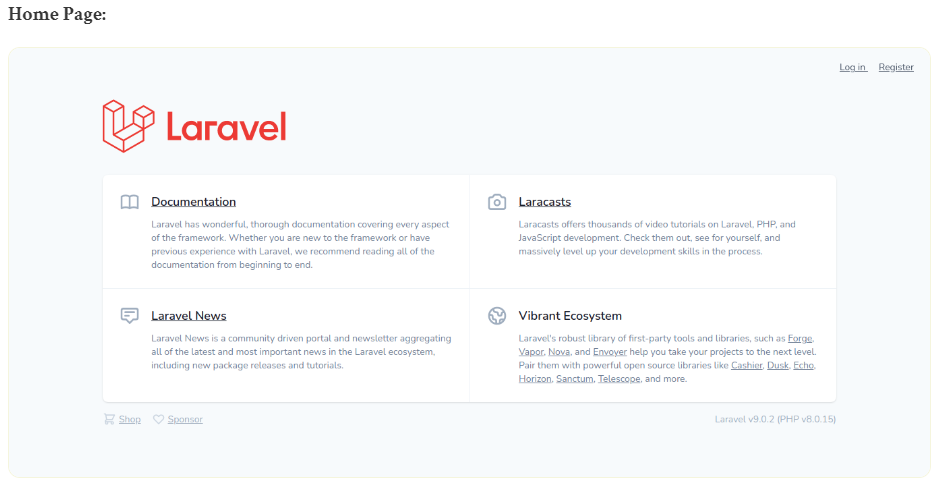 Home Page:
Log in Register
Laravel
Documentation
Laravel has wonderful, thorough documentation covering every aspect
of the framework. Whether you are new to the framework or have
previous experience with Laravel, we recommend reading all of the
documentation from beginning to end.
Laracasts
Laracasts offers thousands of video tutorials on Laravel, PHP, and
JavaScript development. Check them out, see for yourself, and
massively level up your development skills in the process.
Laravel News
Laravel News is a community driven portal and newsletter aggregating
all of the latest and most important news in the Laravel ecosystem,
including new package releases and tutorials.
Vibrant Ecosystem
Laravel's robust library of first-party tools and libraries, such as Forge,
Vapor, Nova, and Envoyer help you take your projects to the next level.
Pair them with powerful open source libraries like Cashier, Dusk, Echo,
Horizon, Sanctum, Telescope, and more.
Shop Sponsor
Laravel v9.0.2 (PHP v8.0.15)